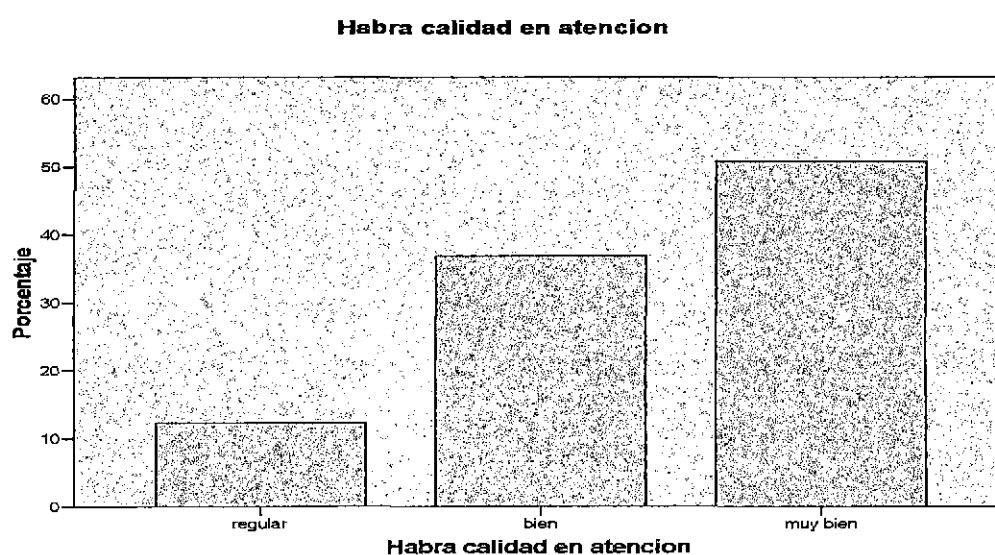 Habra calidad en atencion
60
50
40
30
20
10
0
Porcentaje
regular bien muy bien
Habra calidad en atencion